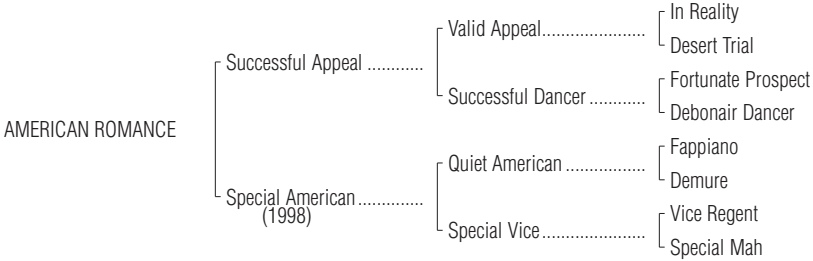 In Reality
Valid Appeal......................
Desert Trial
Successful Appeal ............
Fortunate Prospect
Successful Dancer ............
Debonair Dancer
AMERICAN ROMANCE
Fappiano
Quiet American .................
Demure
Special American..............
(1998)
Vice Regent
Special Vice......................
Special Mah